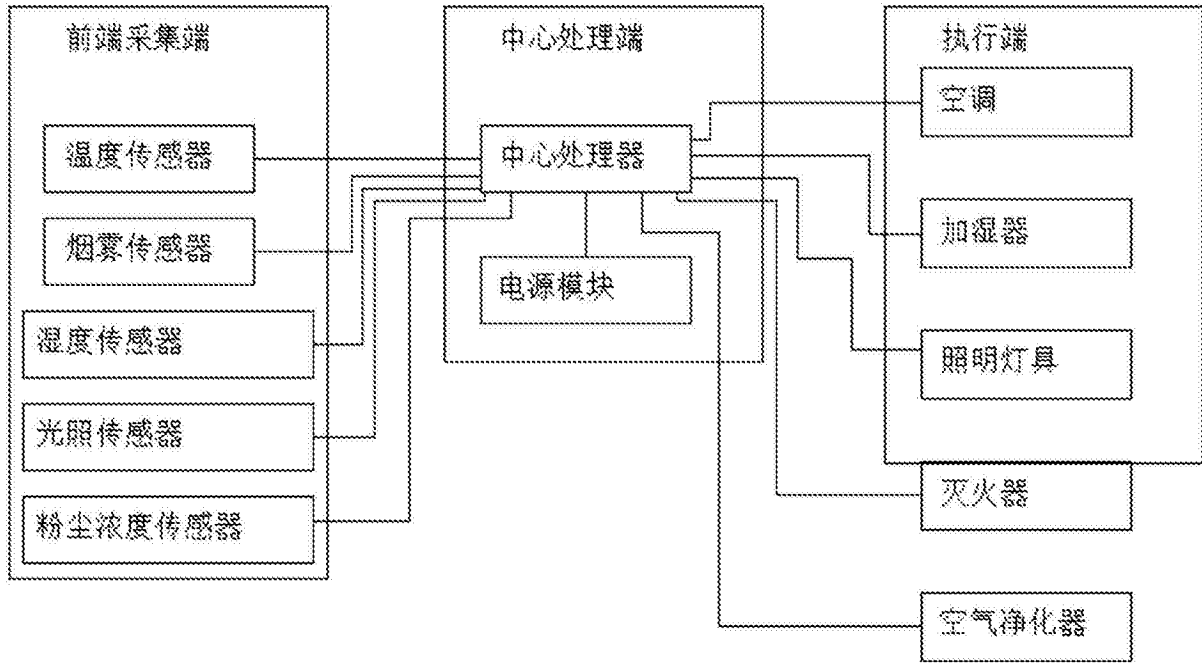 前端采集端
温度传感器
烟雾传感器
湿度传感器
光照传感器
粉尘浓度传感器
中心处理端
中心处理器
电源模块
执行端
空调
加湿器
照明灯具
灭火器
空气净化器